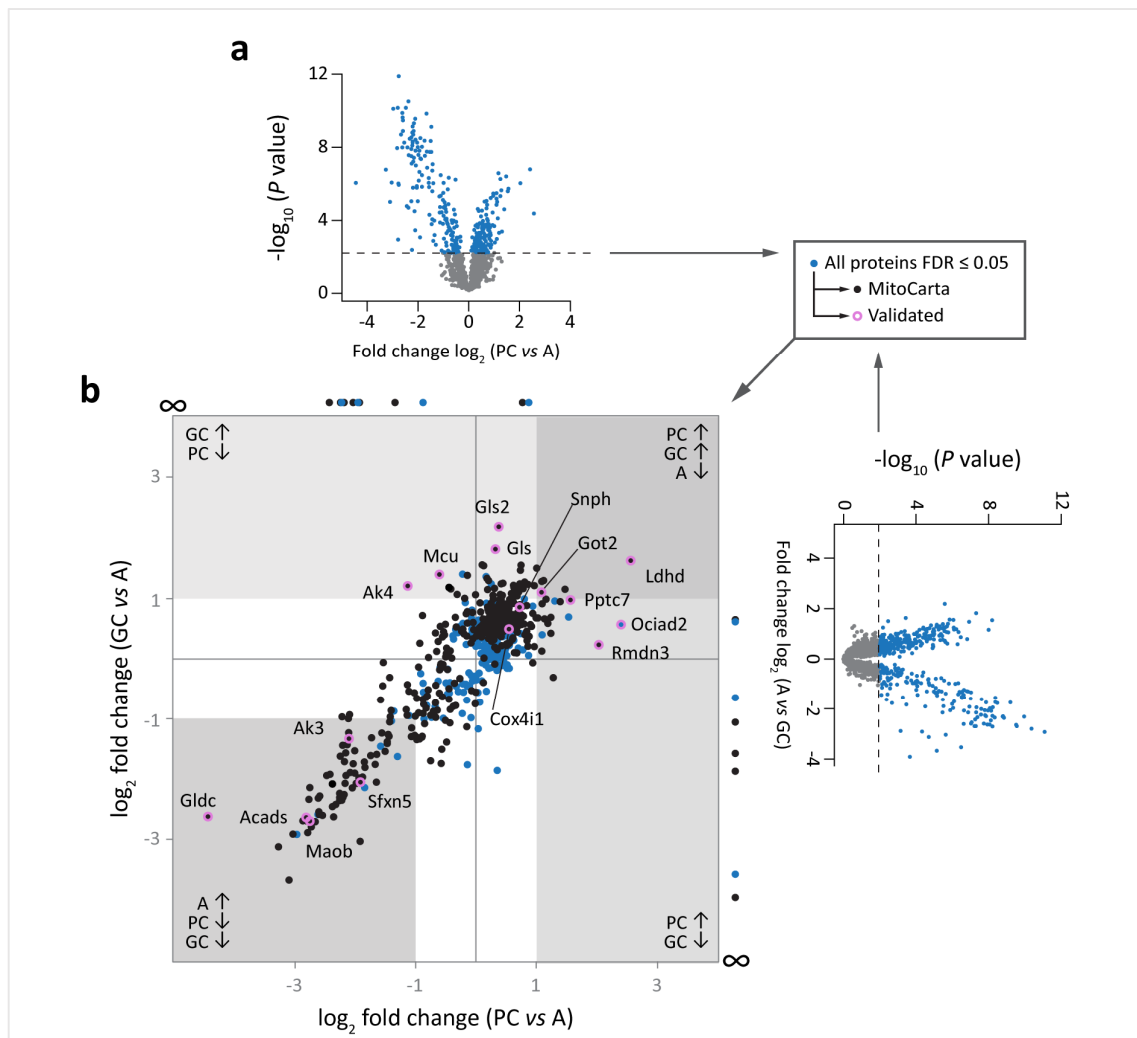 a
12
8
4
0
-log10 (P value)
-4
-2
0
2
4
Fold change log2 (PC vs A)
All proteins FDR ≤ 0.05
MitoCarta
Validated
b
∞
GC ↑
PC ↓
PC ↑
GC ↑
A ↓
3
1
-1
-3
log2 fold change (GC vs A)
Snph
Gls2
Gls
Got2
Mcu
Ldhd
Ak4
Pptc7
Ociad2
Rmdn3
Cox4i1
Ak3
Sfxn5
Gldc
Acads
Maob
A ↑
PC ↓
GC ↓
PC ↑
GC ↓
∞
-3
-1
1
3
log2 fold change (PC vs A)
-log10 (P value)
0
4
8
12
Fold change log2 (A vs GC)
4
2
0
-2
-4